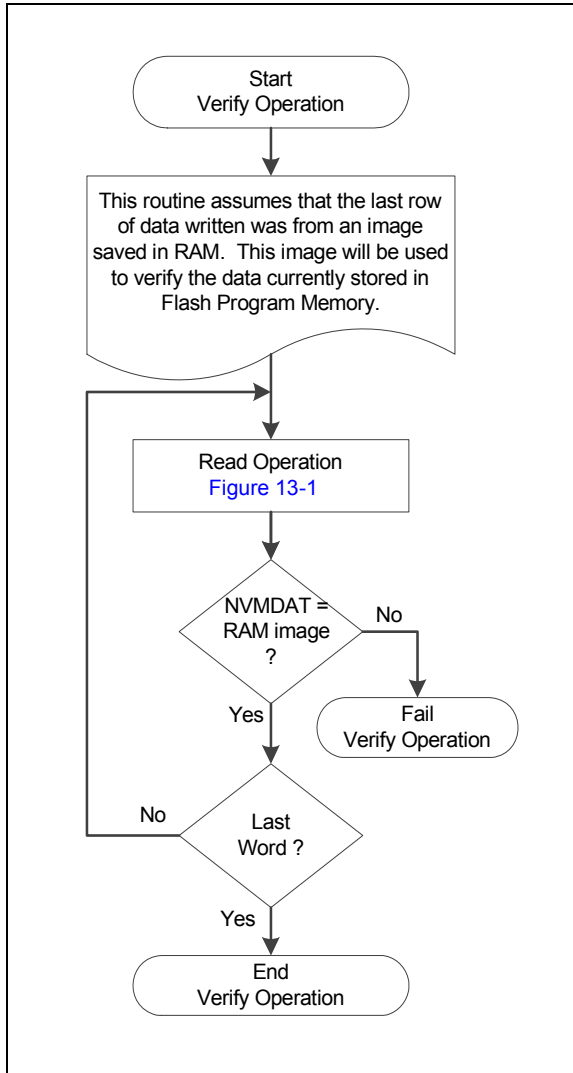 Start
Verify Operation
This routine assumes that the last row
of data written was from an image
saved in RAM. This image will be used
to verify the data currently stored in
Flash Program Memory.
Read Operation
Figure 13-1
NVMDAT =
RAM image
?
No
Fail
Verify Operation
Yes
No
Last
Word ?
Yes
End
Verify Operation